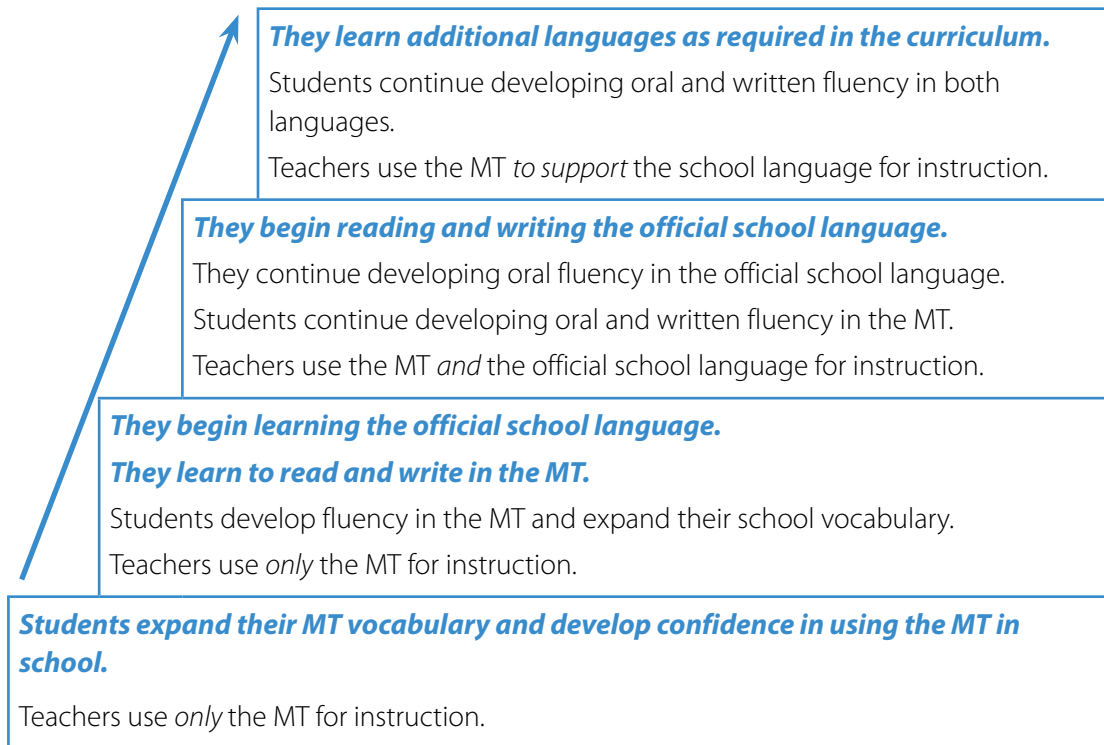 They learn additional languages as required in the curriculum.
Students continue developing oral and written fluency in both
languages.
Teachers use the MT to support the school language for instruction.
They begin reading and writing the official school language.
They continue developing oral fluency in the official school language.
Students continue developing oral and written fluency in the MT.
Teachers use the MT and the official school language for instruction.
They begin learning the official school language.
They learn to read and write in the MT.
Students develop fluency in the MT and expand their school vocabulary.
Teachers use only the MT for instruction.
Students expand their MT vocabulary and develop confidence in using the MT in
school.
Teachers use only the MT for instruction.